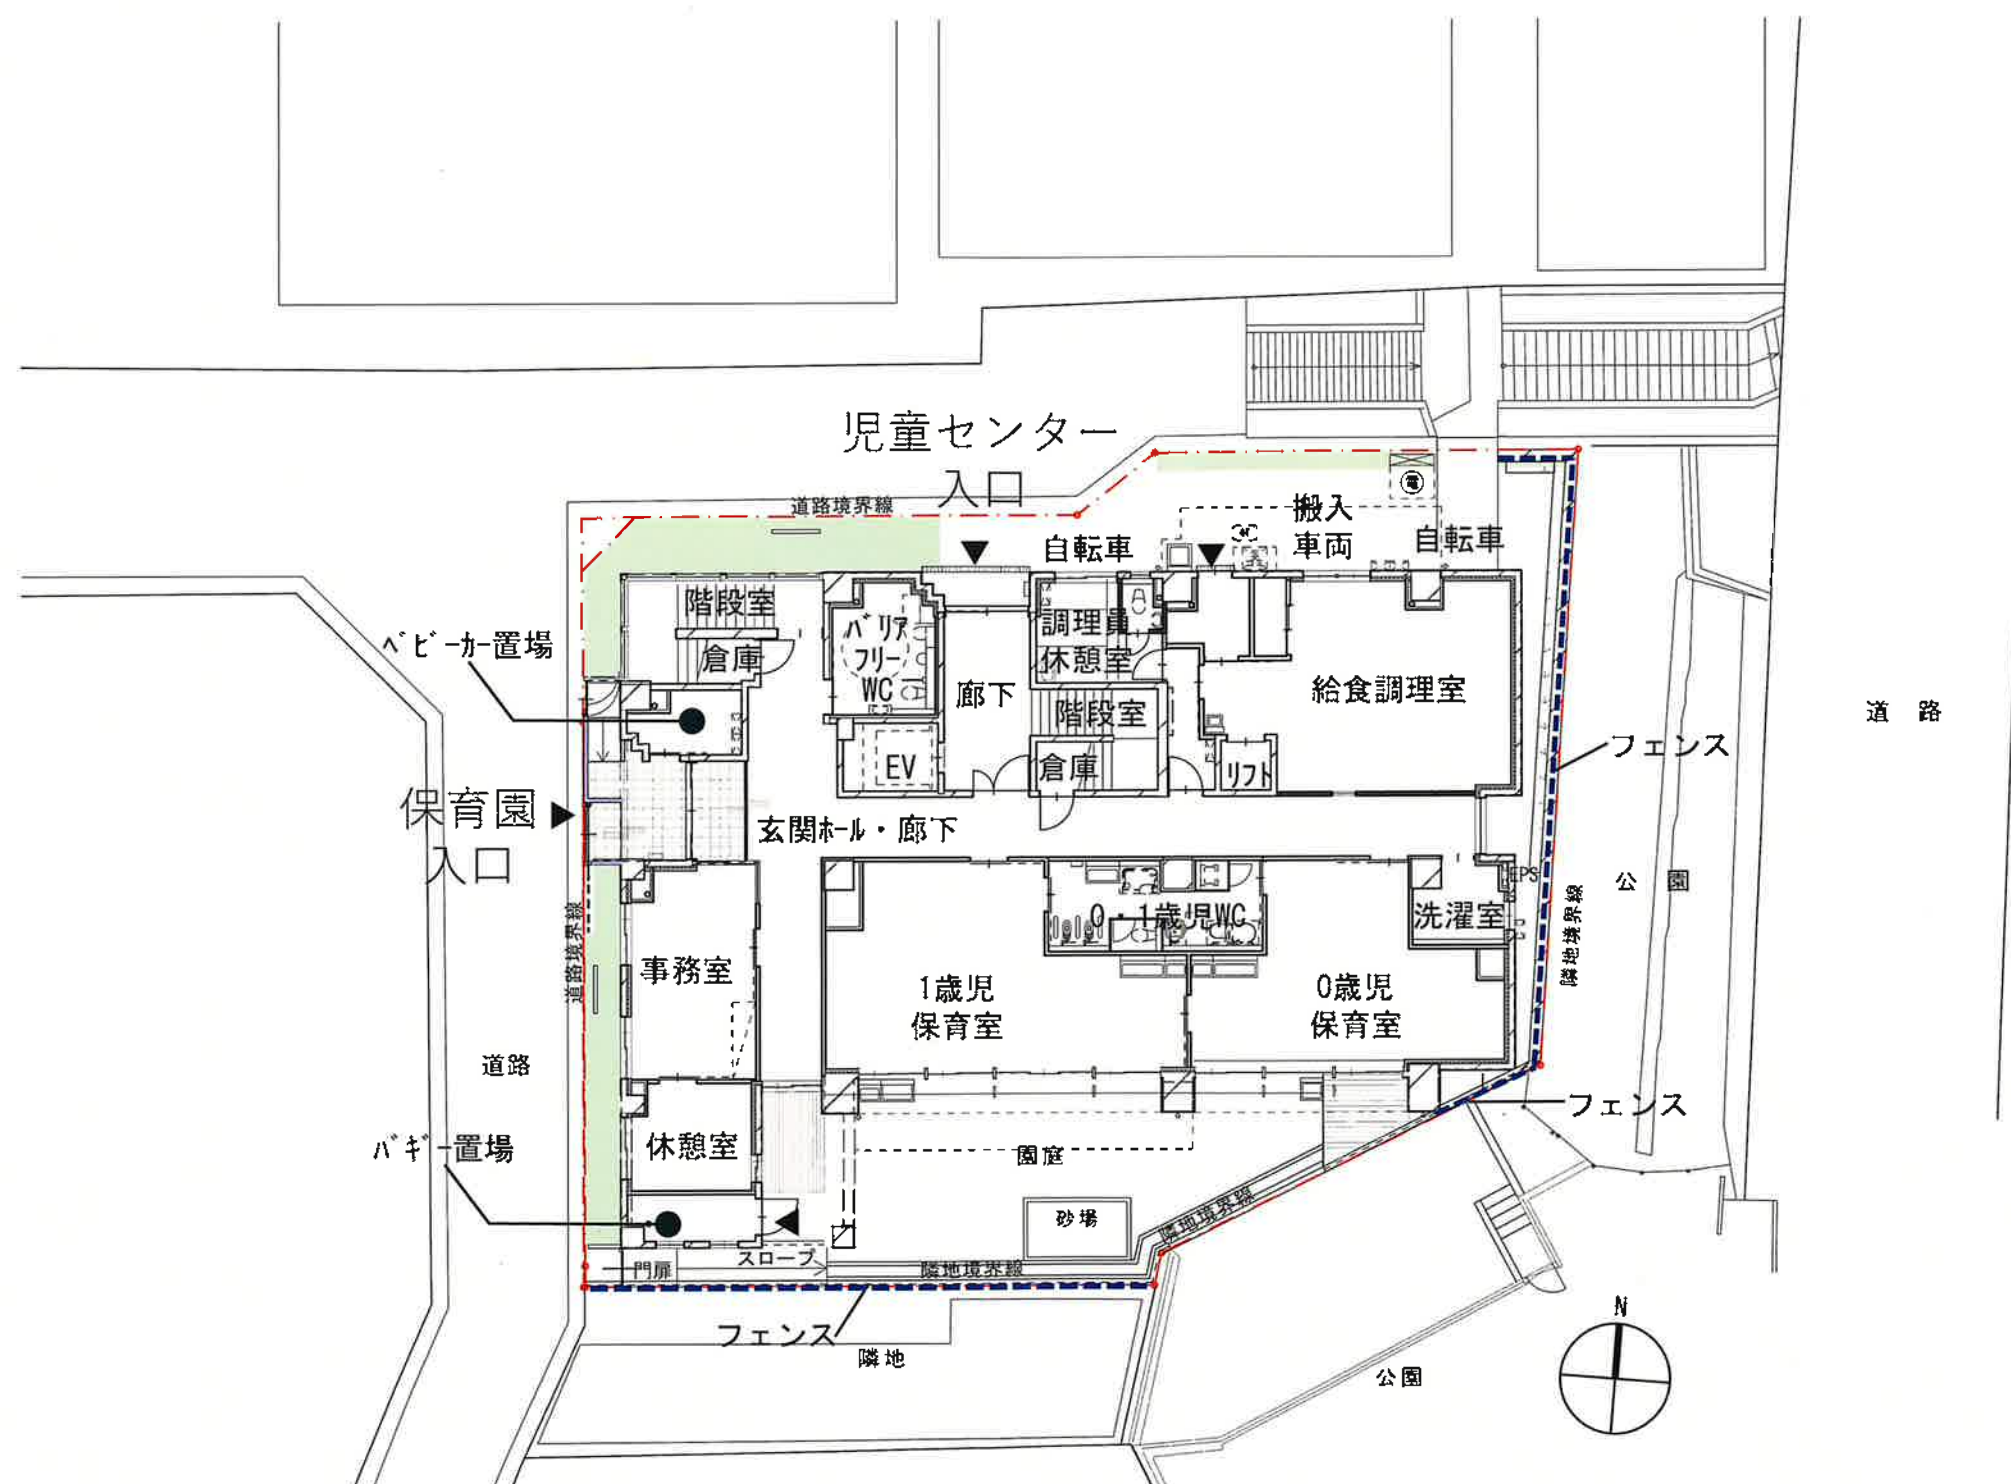 児童センター
入口
道路境界線
電
搬入
車両
自転車
自転車
階段室
倉庫
バリア
フリー
WC
調理員
休憩室
廊下
給食調理室
階段室
ベビーカー置場
道 路
フェンス
EV
倉庫
リフト
保育園
入口
玄関ホール・廊下
EPS
公 園
0・1歳児WC
洗濯室
道路境界線
隣地境界線
事務室
1歳児
保育室
0歳児
保育室
道路
フェンス
バギー置場
休憩室
園庭
砂場
隣地境界線
スロープ
門扉
隣地境界線
フェンス
隣地
公園
N